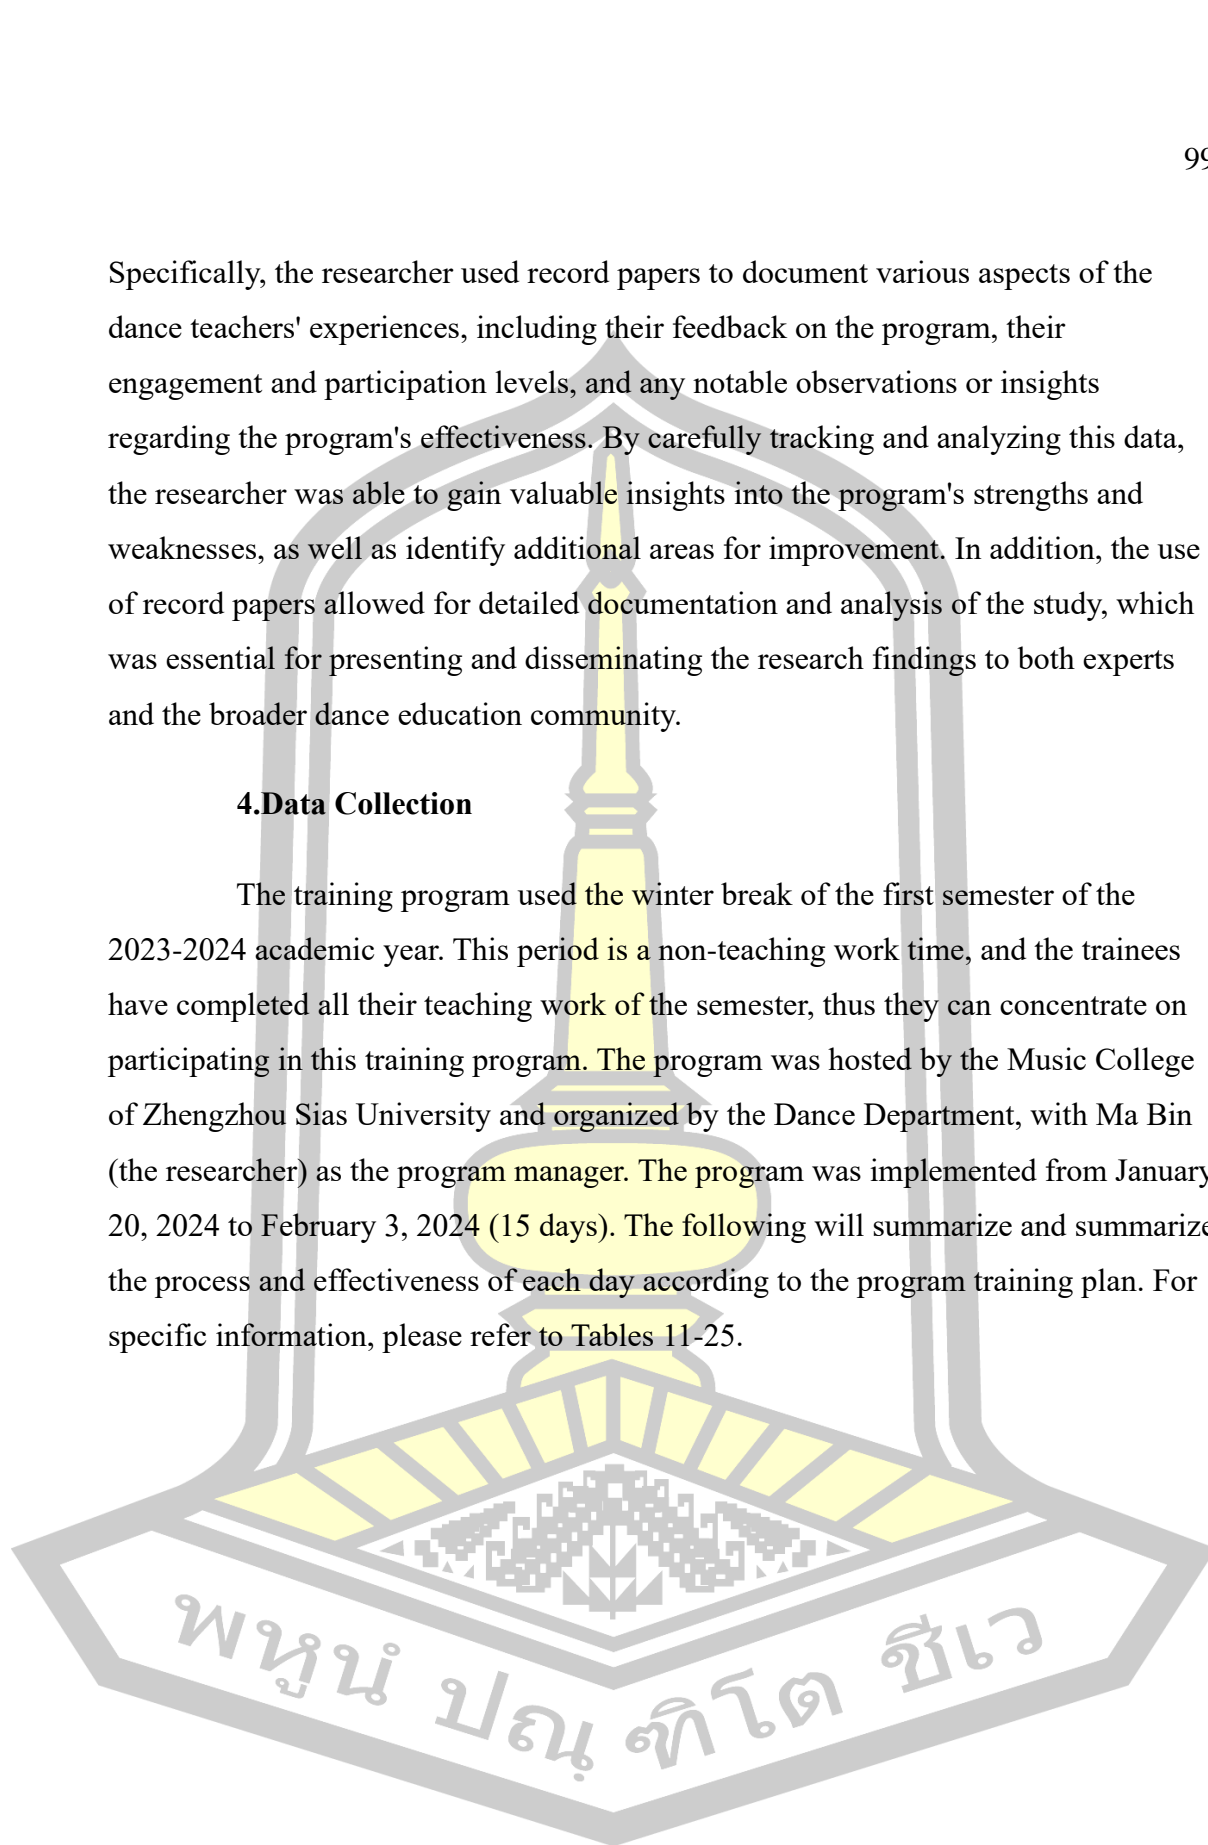 99
Specifically, the researcher used record papers to document various aspects of the
dance teachers' experiences, including their feedback on the program, their
engagement and participation levels, and any notable observations or insights
regarding the program's effectiveness. By carefully tracking and analyzing this data,
the researcher was able to gain valuable insights into the program's strengths and
weaknesses, as well as identify additional areas for improvement. In addition, the use
of record papers allowed for detailed documentation and analysis of the study, which
was essential for presenting and disseminating the research findings to both experts
and the broader dance education community.
4.Data Collection
The training program used the winter break of the first semester of the
2023-2024 academic year. This period is a non-teaching work time, and the trainees
have completed all their teaching work of the semester, thus they can concentrate on
participating in this training program. The program was hosted by the Music College
of Zhengzhou Sias University and organized by the Dance Department, with Ma Bin
(the researcher) as the program manager. The program was implemented from January
20, 2024 to February 3, 2024 (15 days). The following will summarize and summarize
the process and effectiveness of each day according to the program training plan. For
specific information, please refer to Tables 11-25.
พหูนํ ปณฺฑิโต ชีเว